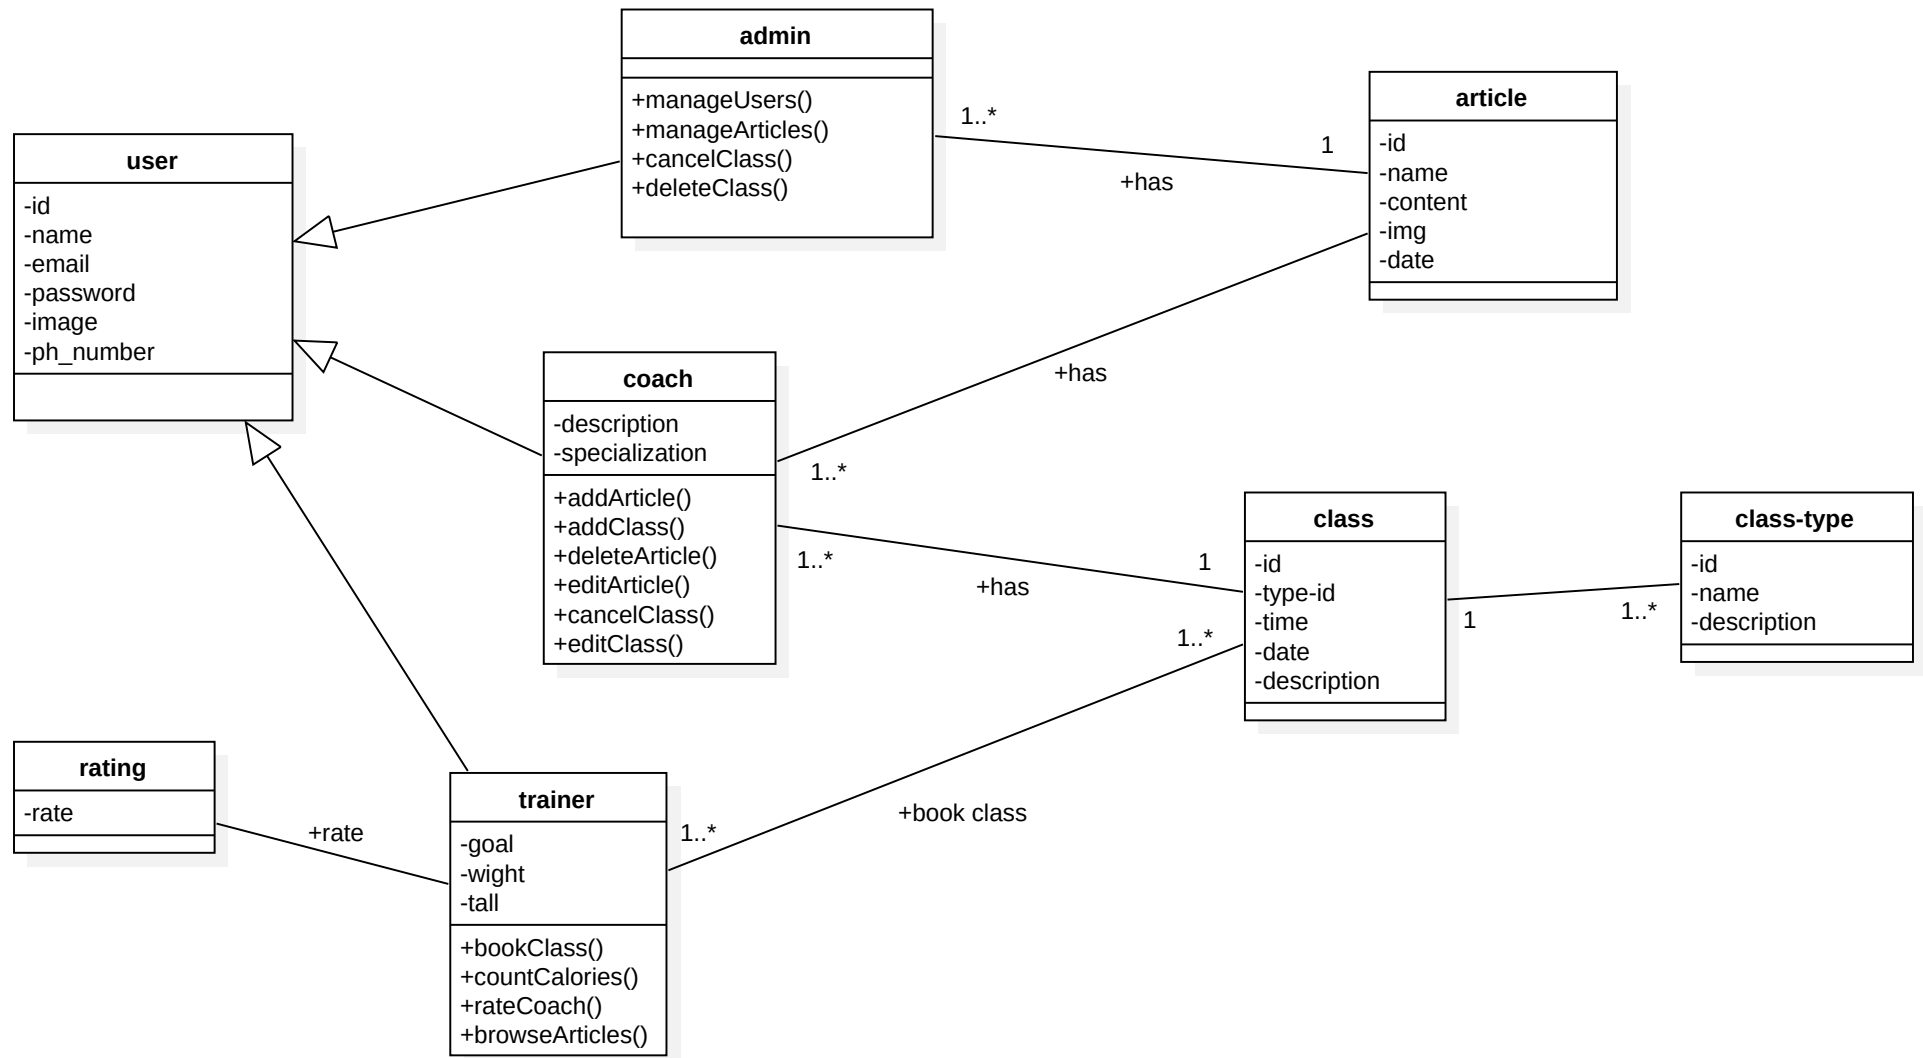 admin
+manageUsers()
+manageArticles()
+cancelClass()
+deleteClass()
1..*
1
+has
article
-id
-name
-content
-img
-date
user
-id
-name
-email
-password
-image
-ph_number
coach
-description
-specialization
+addArticle()
+addClass()
+deleteArticle()
+editArticle()
+cancelClass()
+editClass()
+has
1..*
1..*
+has
1
1..*
class
-id
-type-id
-time
-date
-description
1
1..*
class-type
-id
-name
-description
rating
-rate
+rate
trainer
-goal
-wight
-tall
+bookClass()
+countCalories()
+rateCoach()
+browseArticles()
1..*
+book class